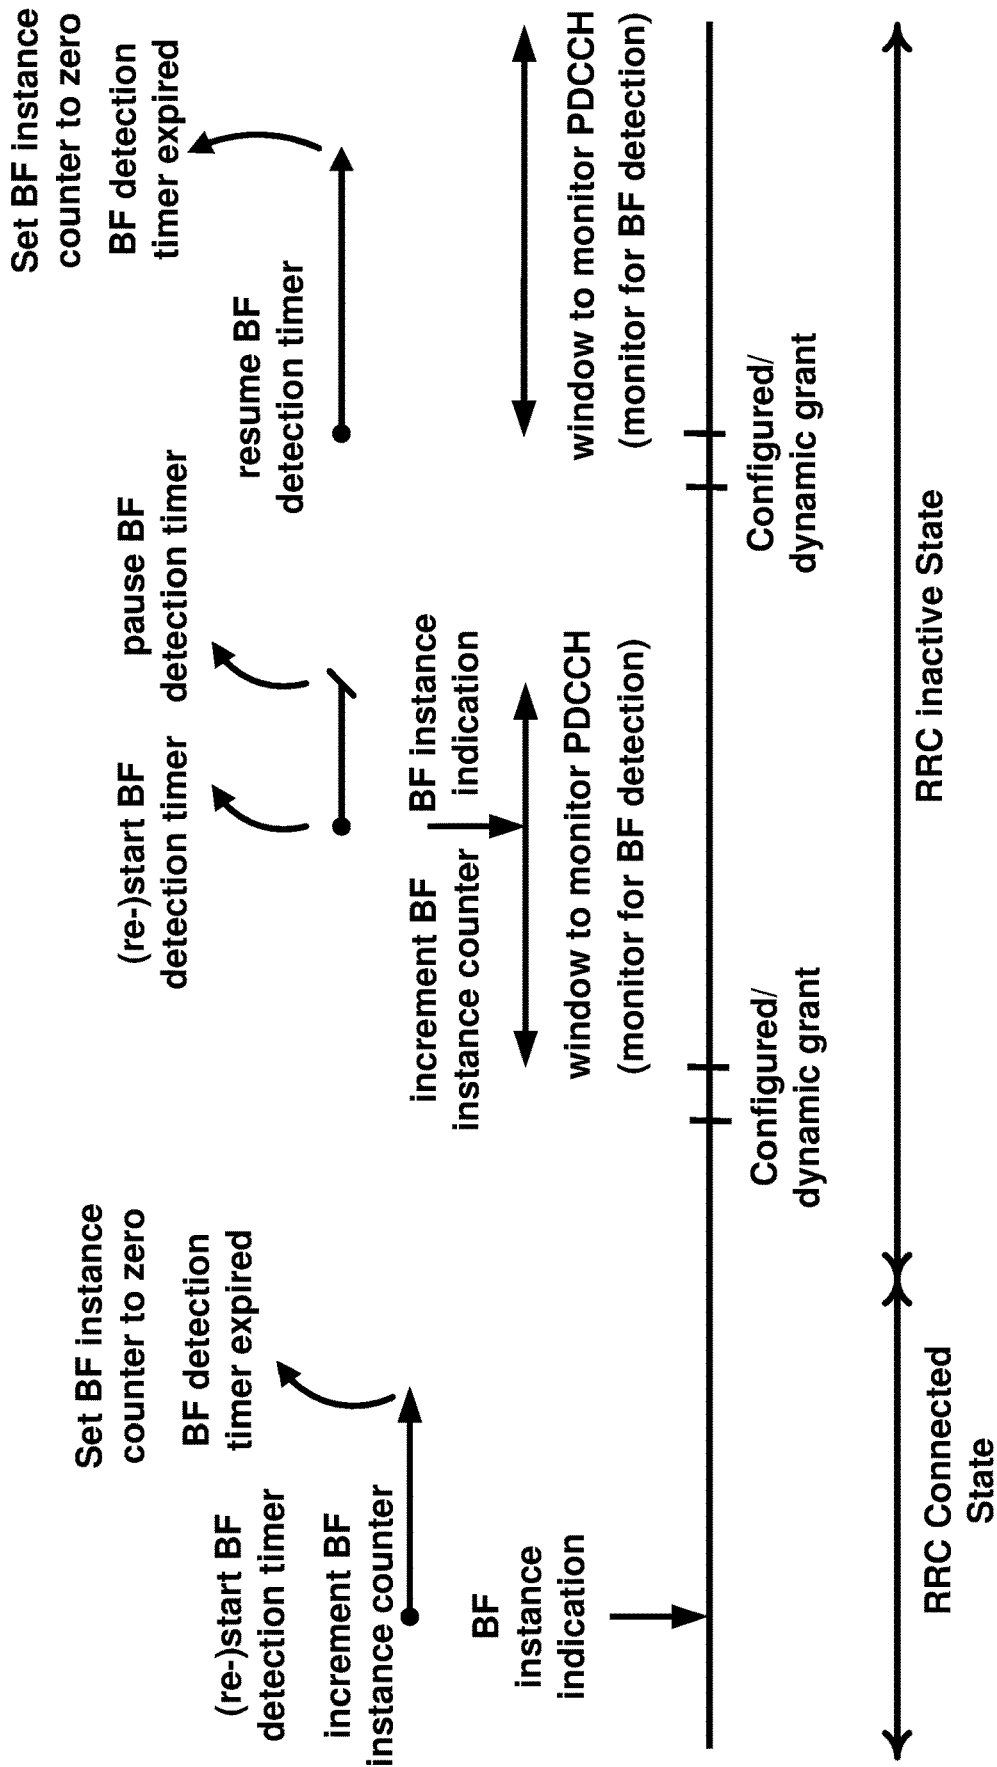 (re-)start BF
detection timer
increment BF
instance counter
BF
instance
indication
Set BF instance
counter to zero
BF detection
timer expired
RRC Connected
State
(re-)start BF
detection timer
increment BF
instance counter
BF instance
indication
pause BF
detection timer
window to monitor PDCCH
(monitor for BF detection)
Configured/
dynamic grant
resume BF
detection timer
Set BF instance
counter to zero
BF detection
timer expired
window to monitor PDCCH
(monitor for BF detection)
Configured/
dynamic grant
RRC inactive State